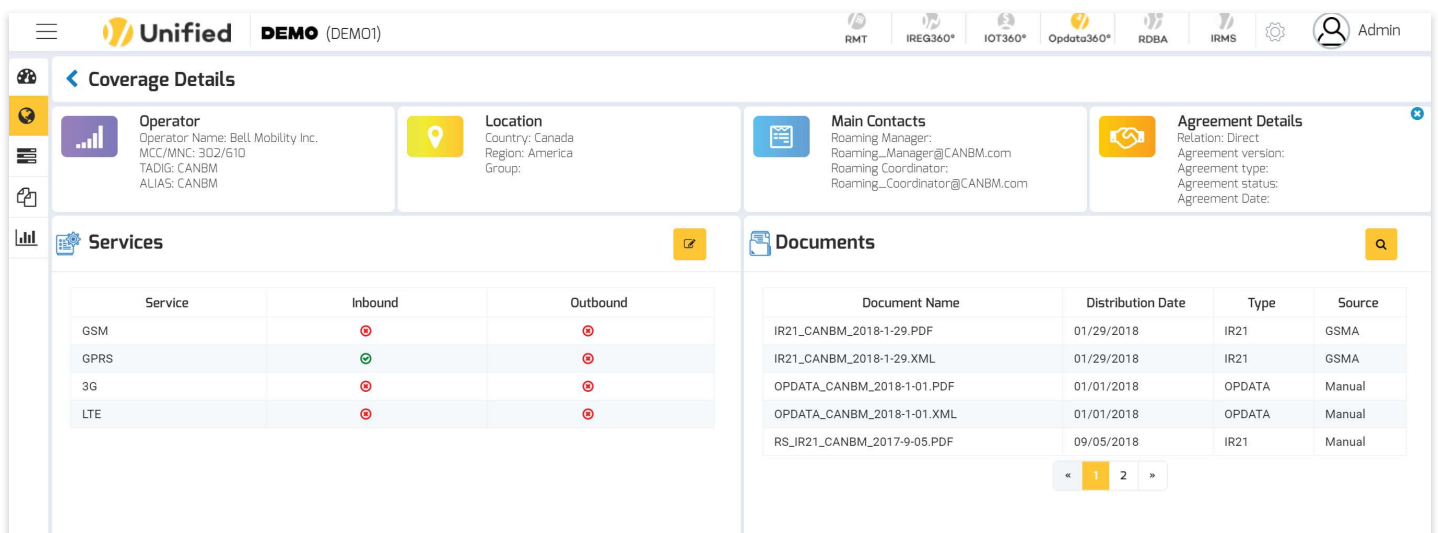 Unified
DEMO (DEMO1)
RMT
IREG360°
IOT360°
Opdata360°
RDBA
IRMS
Admin
Coverage Details
Operator
Operator Name: Bell Mobility Inc.
MCC/MNC: 302/610
TADIG: CANBM
ALIAS: CANBM
Location
Country: Canada
Region: America
Group:
Main Contacts
Roaming Manager:
Roaming_Manager@CANBM.com
Roaming Coordinator:
Roaming_Coordinator@CANBM.com
Agreement Details
Relation: Direct
Agreement version:
Agreement type:
Agreement status:
Agreement Date:
Services
Service Inbound Outbound
GSM
GPRS
3G
LTE
Documents
Document Name Distribution Date Type Source
IR21_CANBM_2018-1-29.PDF 01/29/2018 IR21 GSMA
IR21_CANBM_2018-1-29.XML 01/29/2018 IR21 GSMA
OPDATA_CANBM_2018-1-01.PDF 01/01/2018 OPDATA Manual
OPDATA_CANBM_2018-1-01.XML 01/01/2018 OPDATA Manual
RS_IR21_CANBM_2017-9-05.PDF 09/05/2018 IR21 Manual
« 1 2 »